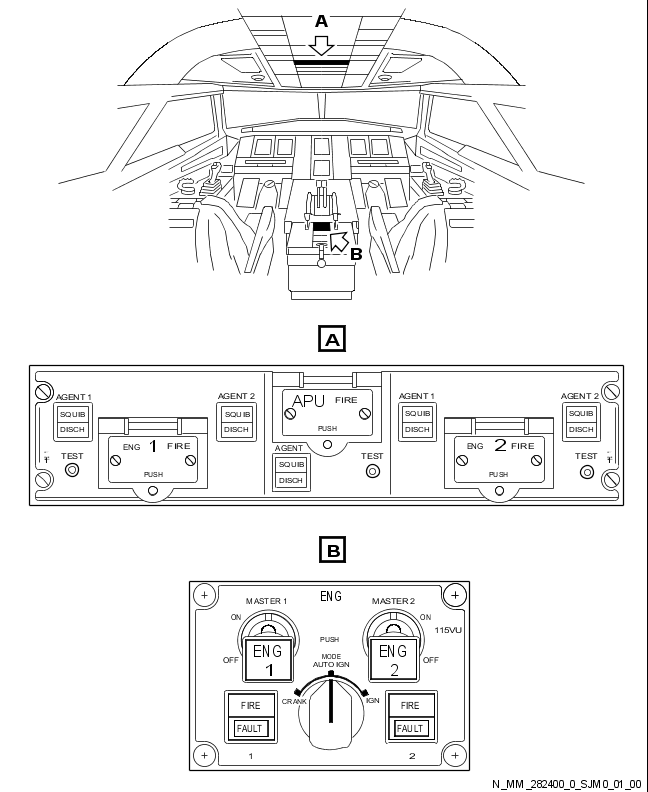 A
B
A
AGENT 1
AGENT 2
APU FIRE
AGENT 1
AGENT 2
SQUIB
DISCH
SQUIB
DISCH
SQUIB
DISCH
SQUIB
DISCH
PUSH
ENG 1 FIRE
ENG 2 FIRE
AGENT
TEST
TEST
TEST
SQUIB
DISCH
PUSH
PUSH
B
ENG
MASTER 1
MASTER 2
ON
ON
115VU
PUSH
ENG
1
ENG
2
OFF
OFF
MODE
AUTO IGN
CRANK
IGN
FIRE
FAULT
FIRE
FAULT
1
2
N_MM_282400_0_SJM0_01_00